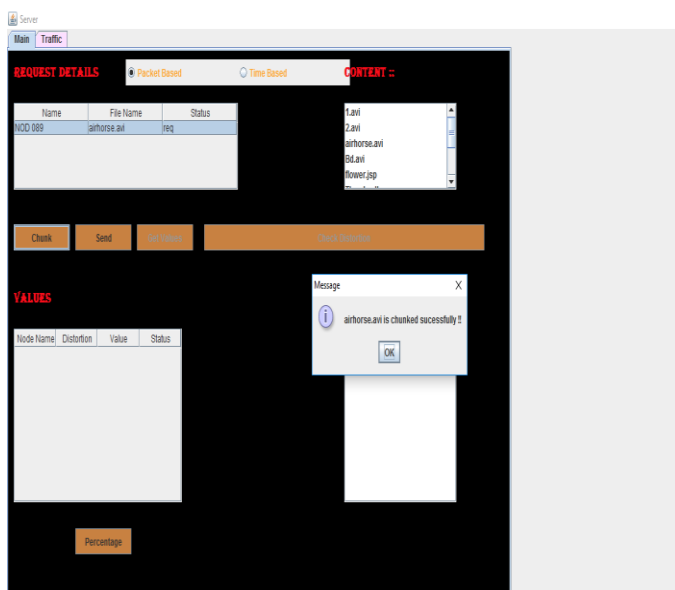 Server
Main Traffic
REQUEST DETAILS
Packet Based
Time Based
CONTENT ::
Name File Name Status
NOD 089 airhorse.avi req
1.avi
2.avi
airhorse.avi
Bd.avi
flower.jsp
Chunk
Send
VALUES
Message X
airhorse.avi is chunked sucessfully !!
OK
Node Name Distortion Value Status
Percentage